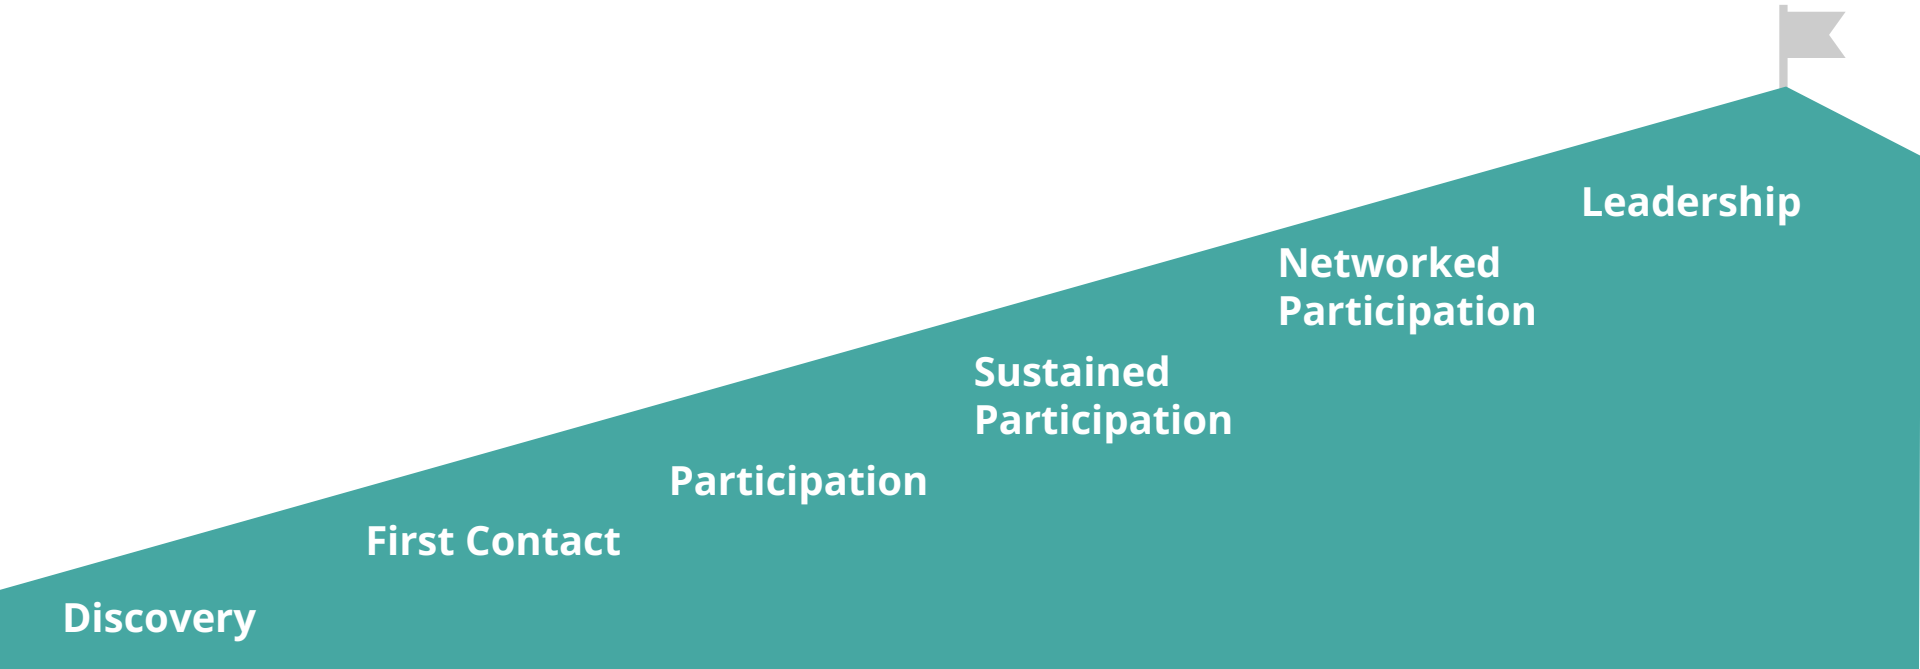 Discovery
First Contact
Participation
Sustained
Participation
Networked
Participation
Leadership